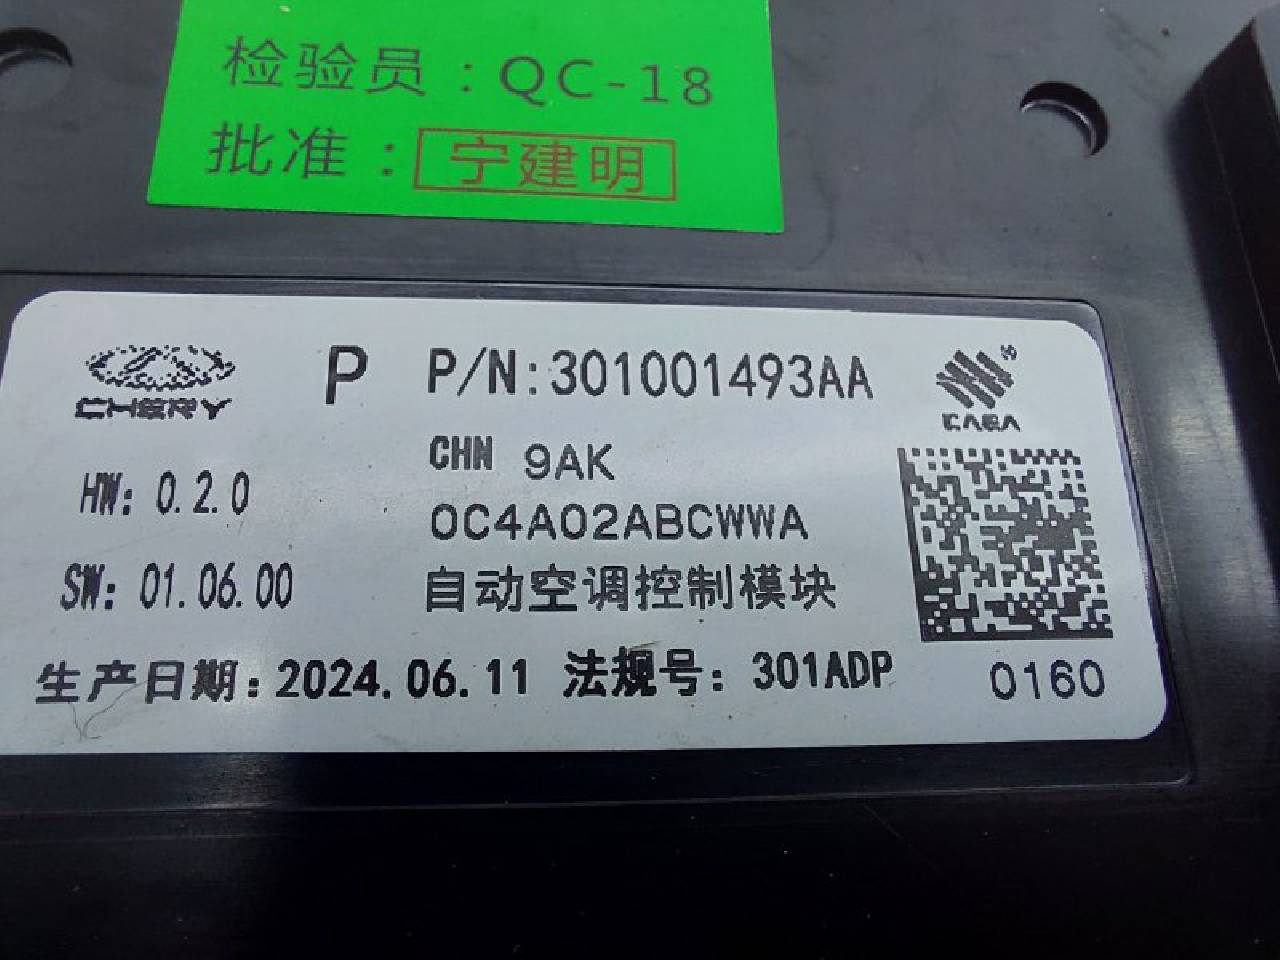 检验员：QC-18
批准：宁建明
P
P/N:301001493AA
CHN 9AK
HW: 0.2.0
0C4A02ABCWWA
SW: 01.06.00
自动空调控制模块
生产日期:2024.06.11 法规号: 301ADP
0160